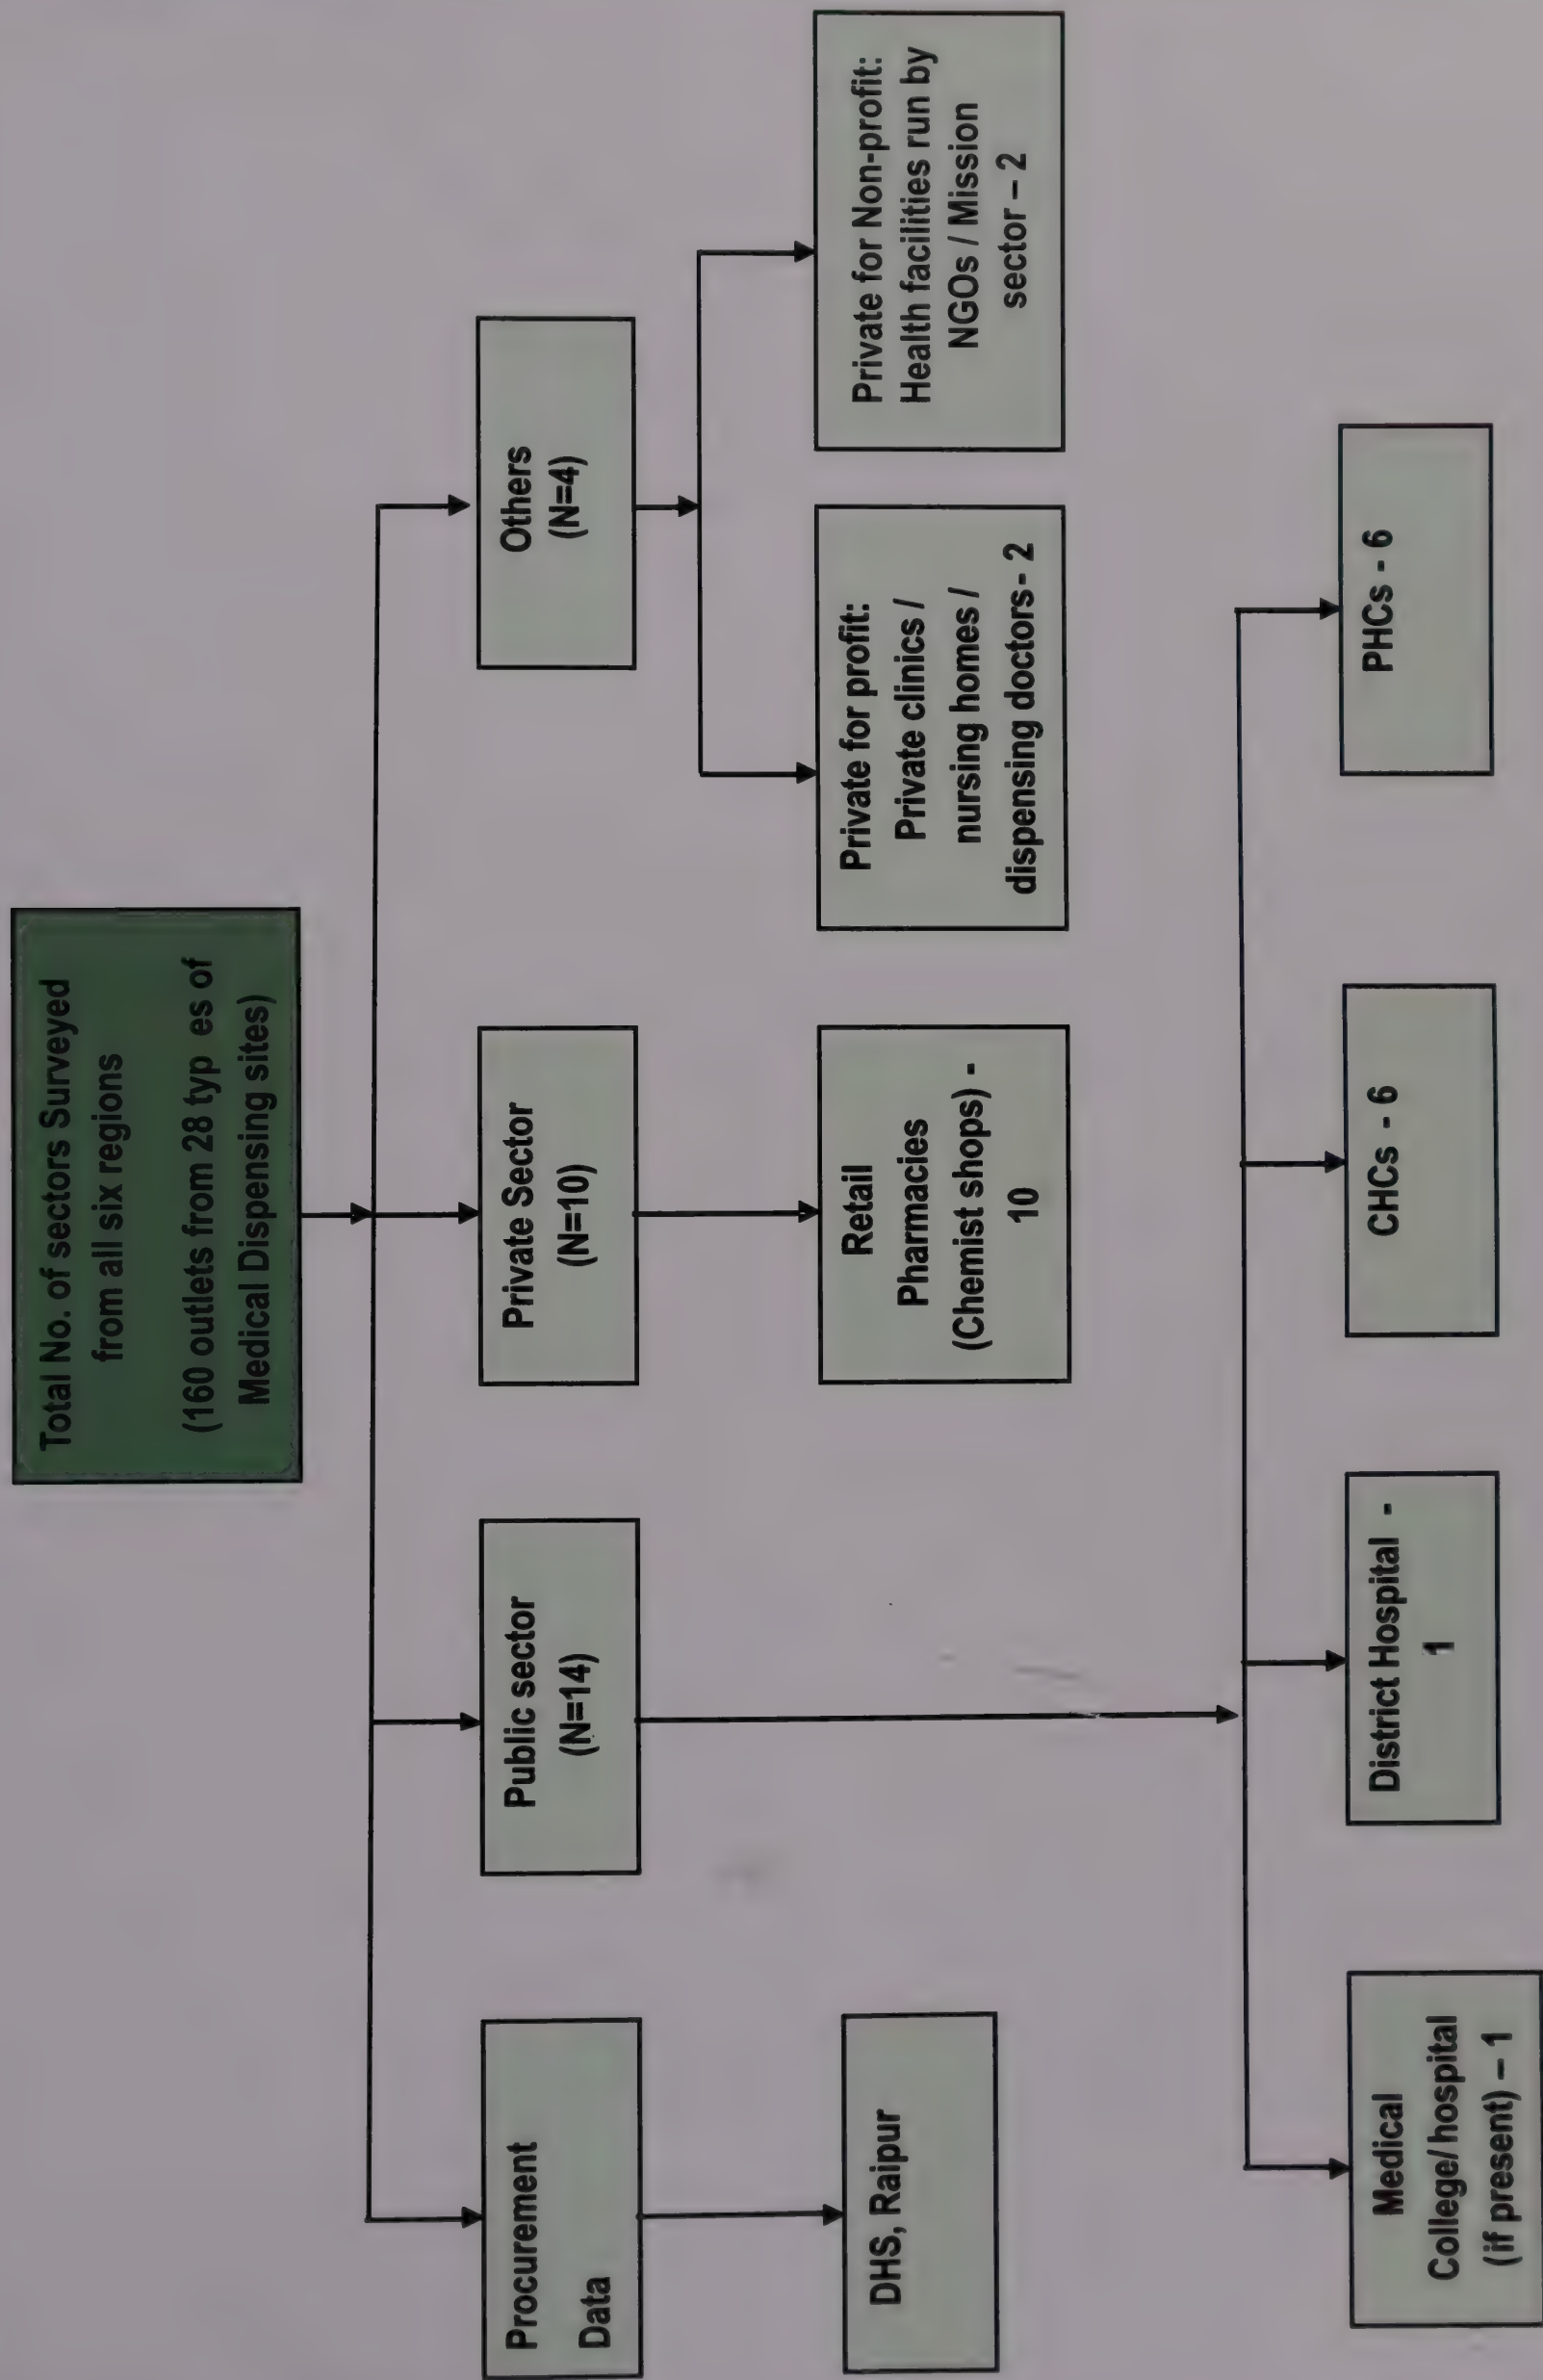 Total No. of sectors Surveyed
from all six regions
(160 outlets from 28 typ es of
Medical Dispensing sites)
Procurement
Data
Public sector
(N=14)
Private Sector
(N=10)
Others
(N=4)
DHS, Raipur
Retail
Pharmacies
(Chemist shops) -
10
Private for profit:
Private clinics /
nursing homes /
dispensing doctors- 2
Private for Non-profit:
Health facilities run by
NGOs / Mission
sector – 2
Medical
College/ hospital
(if present) – 1
District Hospital -
1
CHCs - 6
PHCs - 6